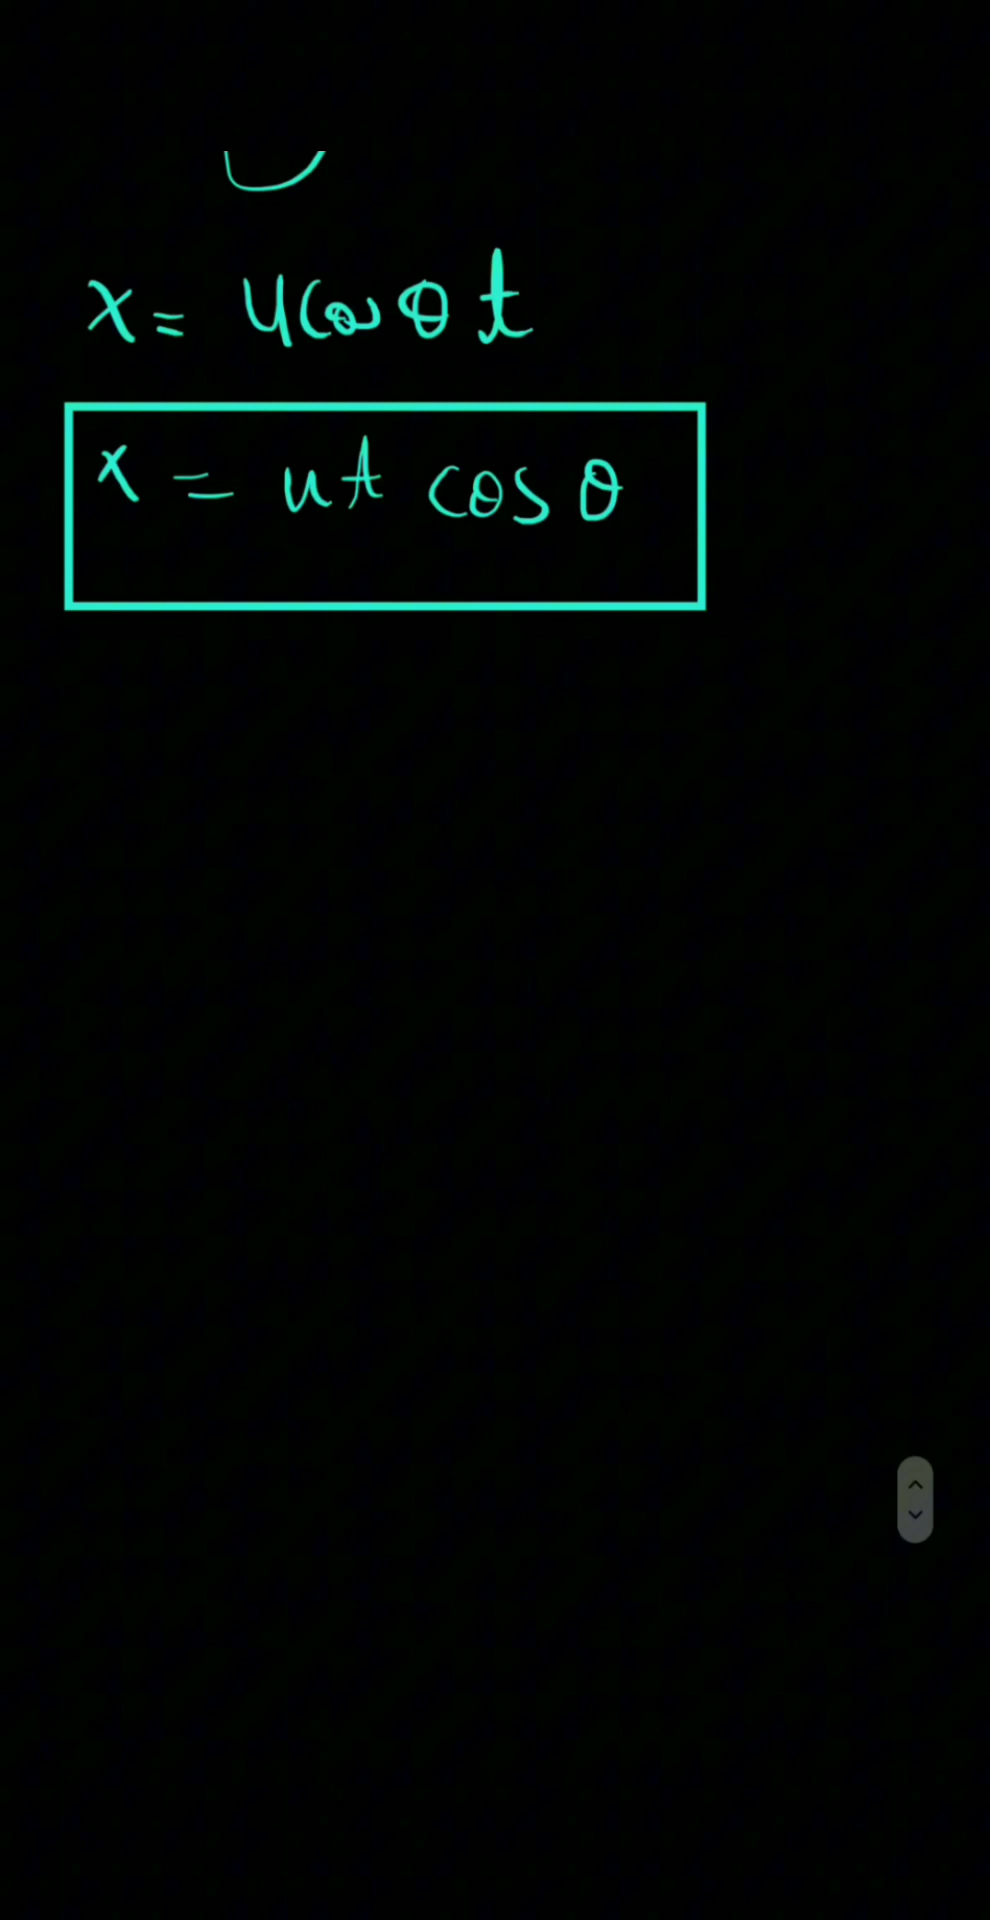 x = u cos θ t
x = ut cos θ